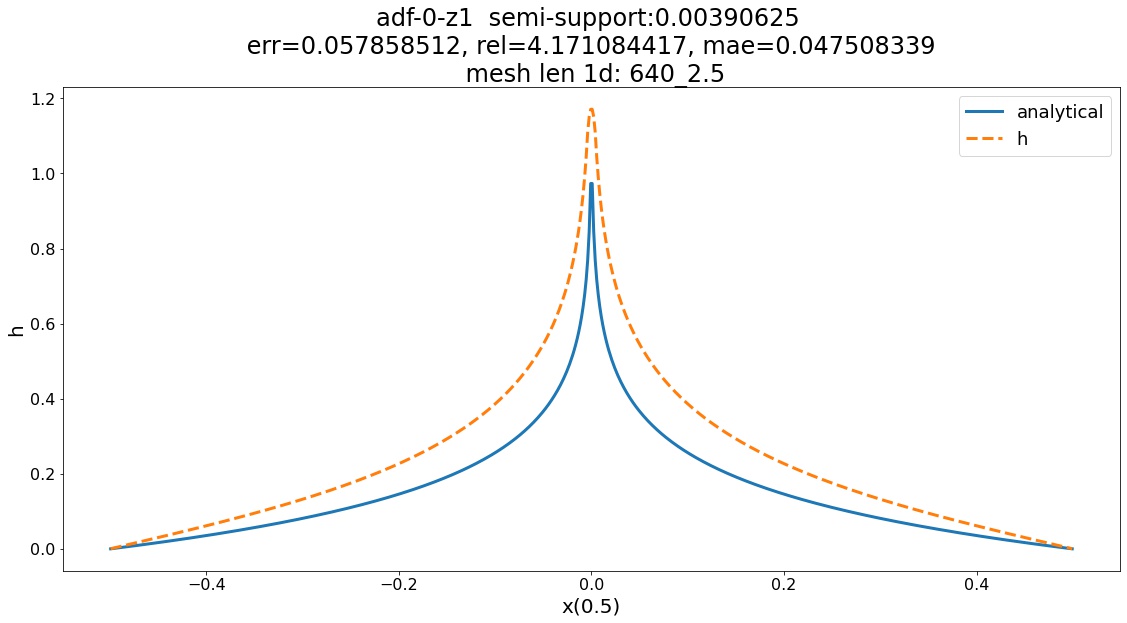 adf-0-z1  semi-support:0.00390625
err=0.057858512, rel=4.171084417, mae=0.047508339
mesh len 1d: 640_2.5
analytical
h
h
1.2
1.0
0.8
0.6
0.4
0.2
0.0
−0.4
−0.2
0.0
0.2
0.4
x(0.5)